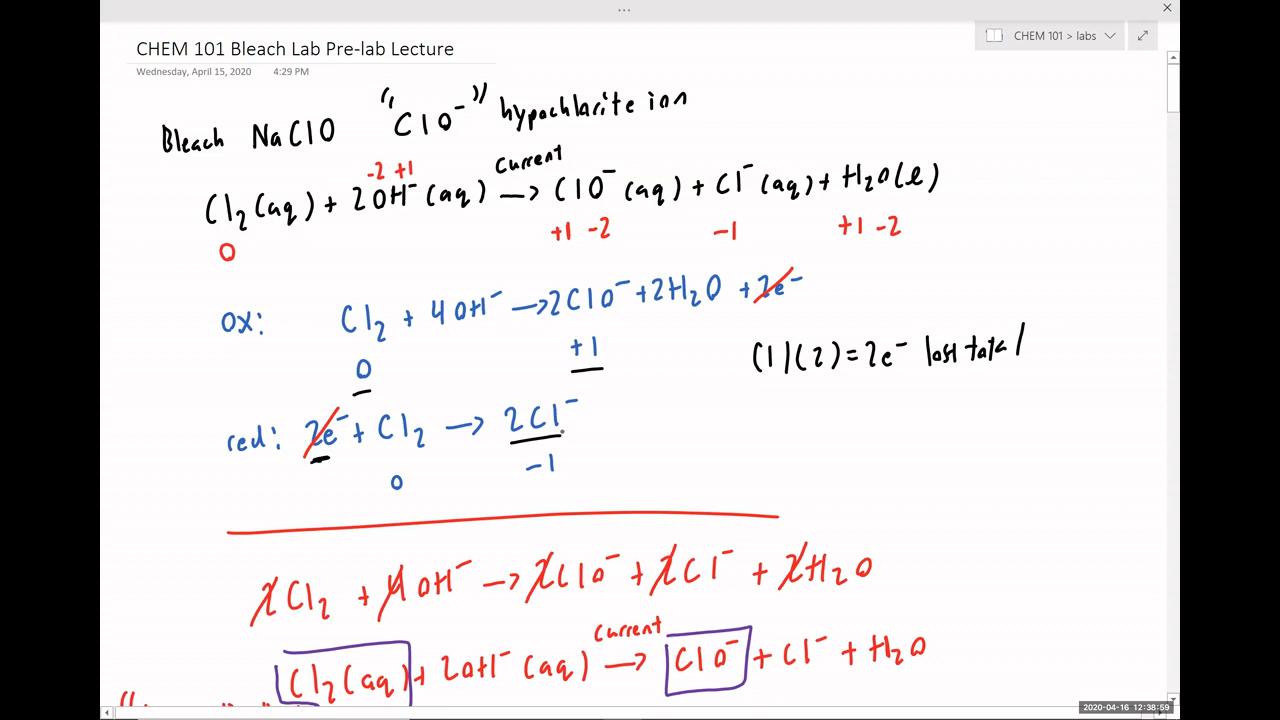 CHEM 101 > labs
CHEM 101 Bleach Lab Pre-lab Lecture
Wednesday, April 15, 2020 4:29 PM
Bleach NaClO "ClO⁻" hypochlorite ion
-2 +1 Current
Cl₂(aq) + 2OH⁻(aq) → ClO⁻(aq) + Cl⁻(aq) + H₂O(l)
0 +1 -2 -1 +1 -2
ox: Cl₂ + 4OH⁻ → 2ClO⁻ + 2H₂O + 2e⁻
0 +1
(1)(2) = 2e⁻ lost total
red: 2e⁻ + Cl₂ → 2Cl⁻
0 -1
2Cl₂ + 4OH⁻ → 2ClO⁻ + 2Cl⁻ + 2H₂O
Current
Cl₂(aq) + 2OH⁻(aq) → ClO⁻ + Cl⁻ + H₂O
2020-04-16 12:38:59